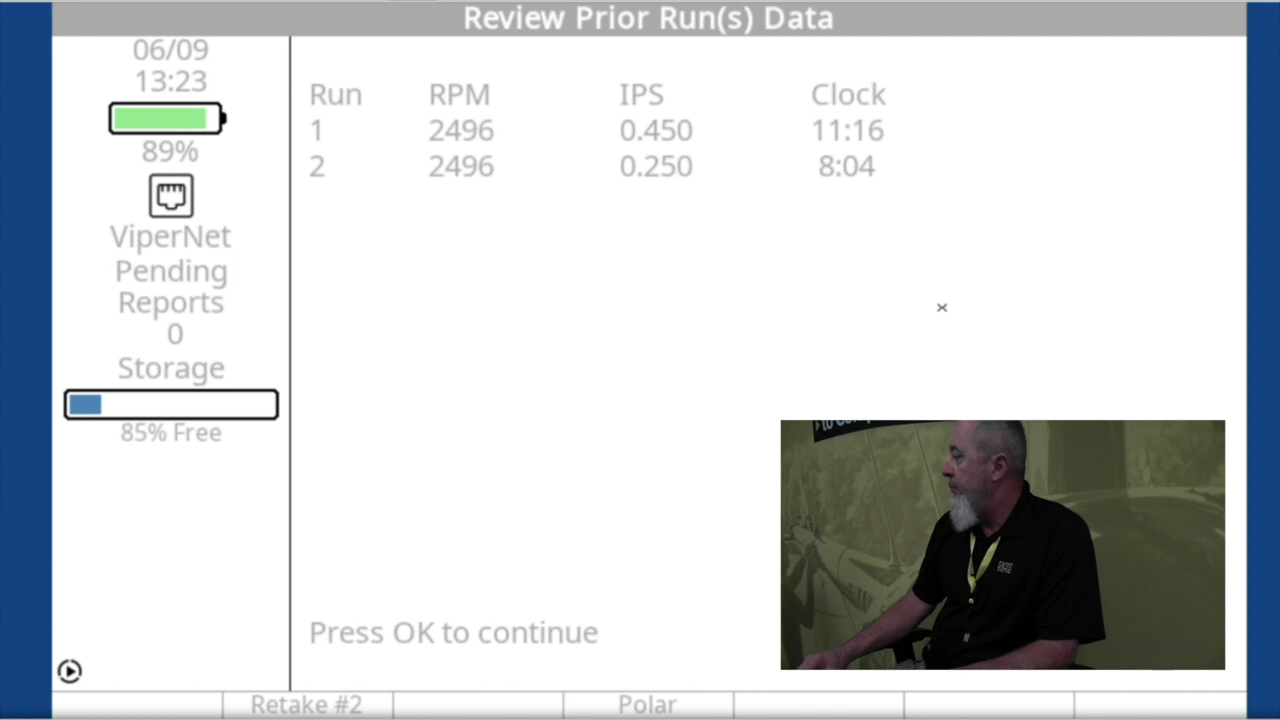 Review Prior Run(s) Data
06/09
13:23
89%
ViperNet
Pending
Reports
0
Storage
85% Free
Run RPM IPS Clock
1 2496 0.450 11:16
2 2496 0.250 8:04
Press OK to continue
Retake #2 Polar